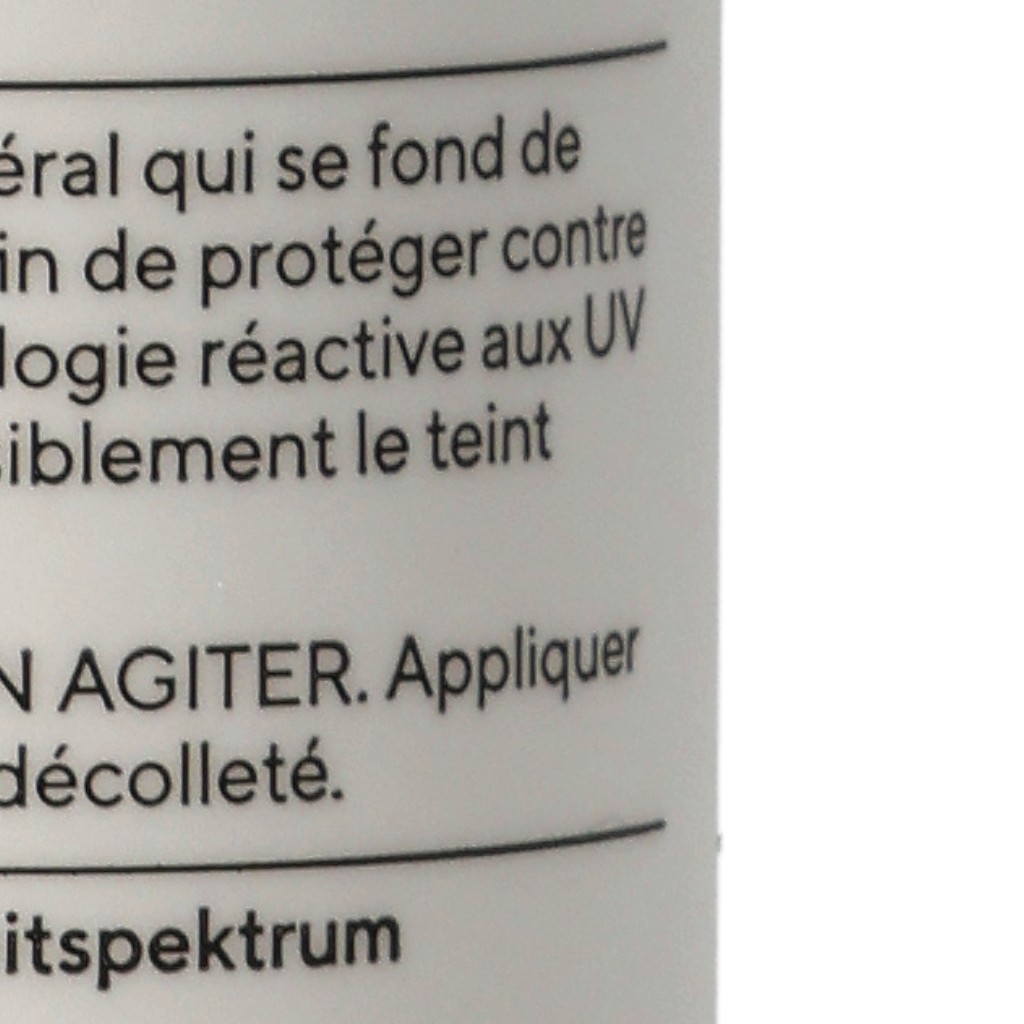 éral qui se fond de
in de protéger contre
logie réactive aux UV
siblement le teint
N AGITER. Appliquer
décolleté.
itspektrum